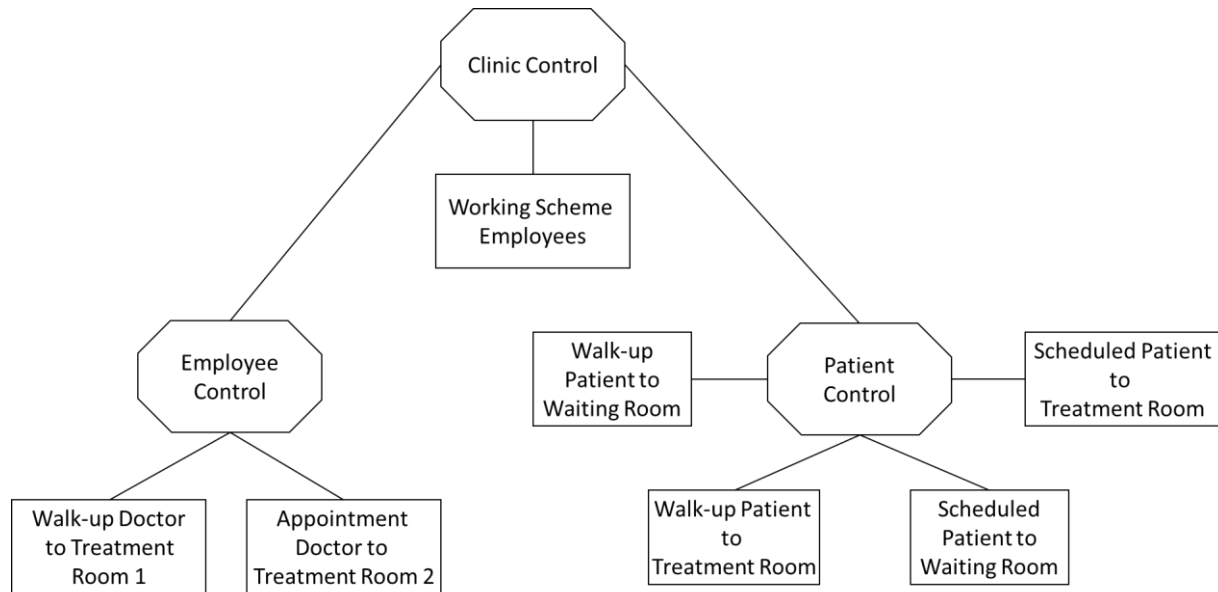 Clinic Control
Working Scheme
Employees
Employee
Control
Walk-up
Patient to
Waiting Room
Patient
Control
Scheduled Patient
to
Treatment Room
Walk-up Doctor
to Treatment
Room 1
Appointment
Doctor to
Treatment Room 2
Walk-up Patient
to
Treatment Room
Scheduled
Patient to
Waiting Room